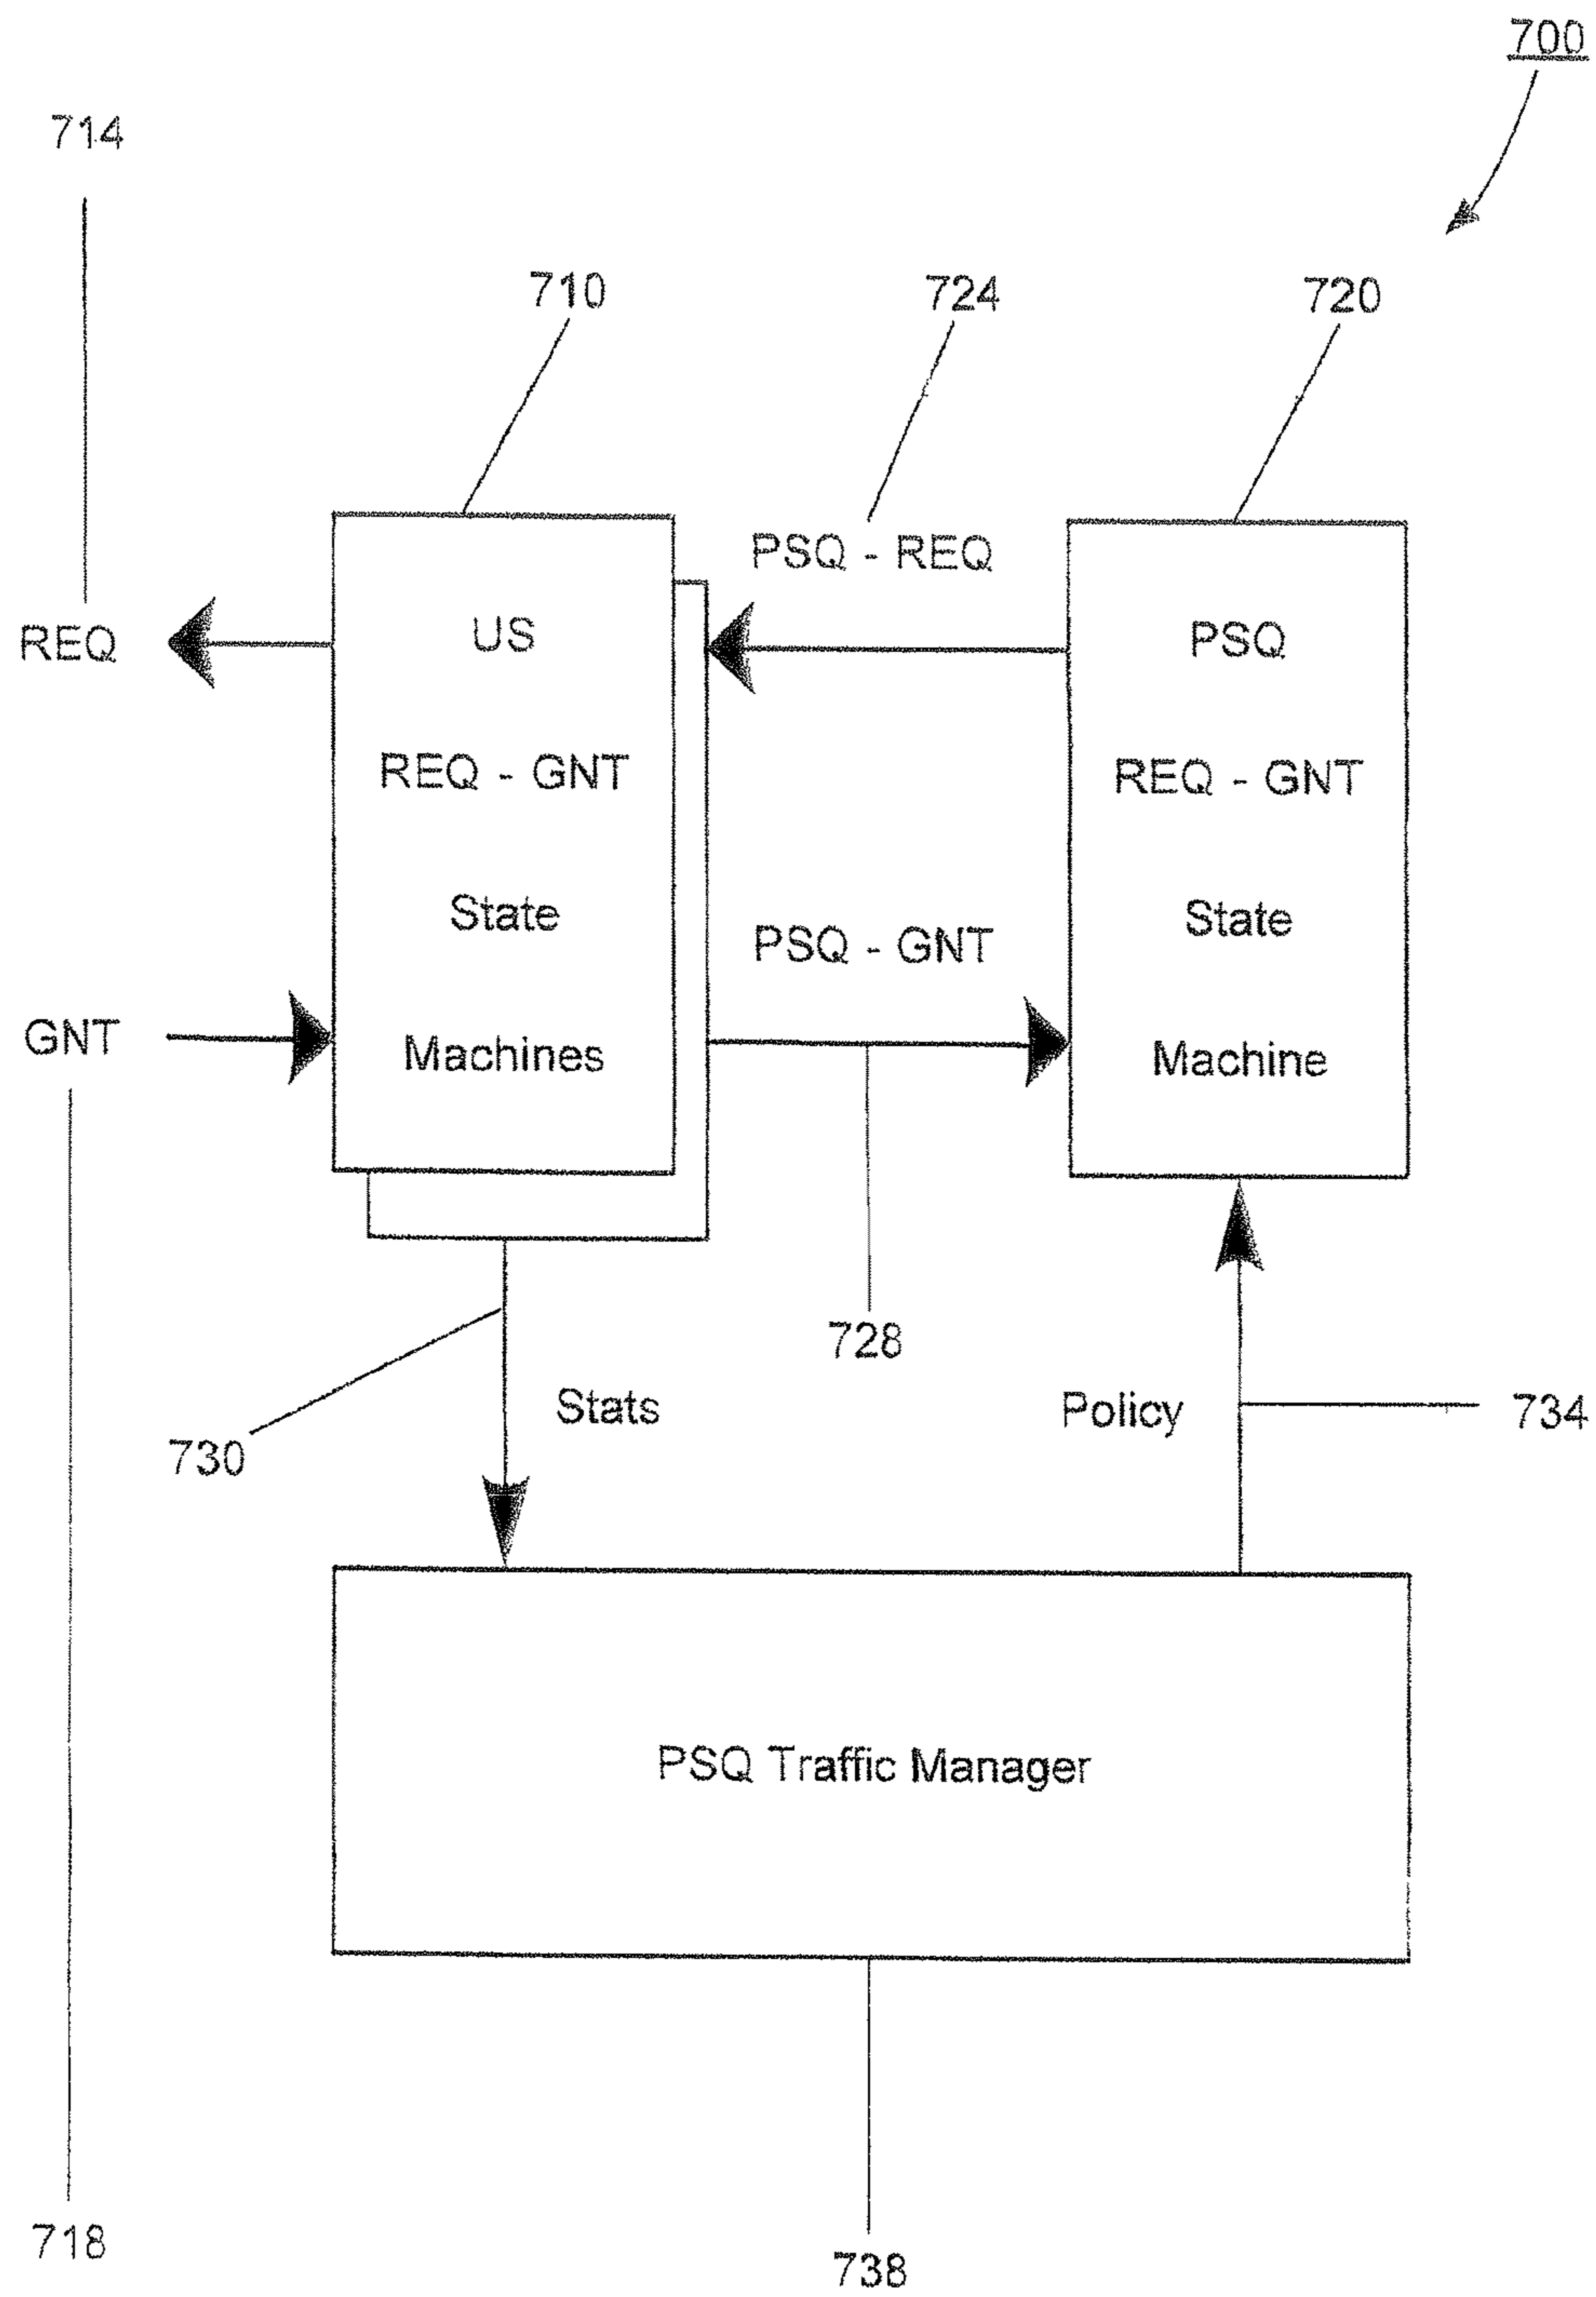 700
714
710
724
720
PSQ - REQ
REQ
US
REQ - GNT
State
Machines
PSQ
REQ - GNT
State
Machine
PSQ - GNT
GNT
728
730
Stats
Policy
734
PSQ Traffic Manager
718
738